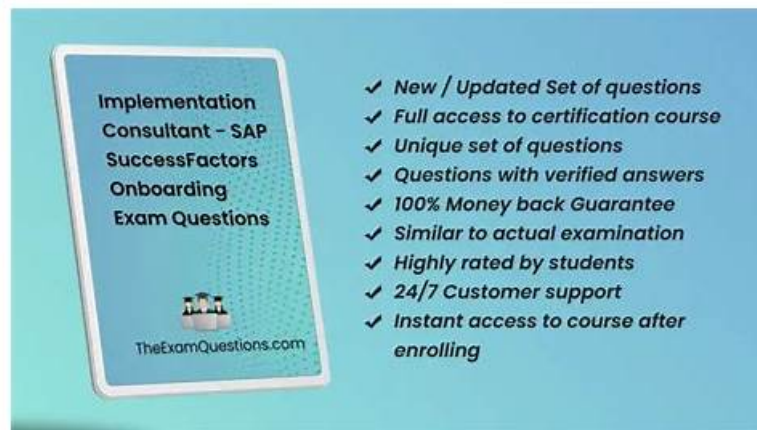 Implementation
Consultant - SAP
SuccessFactors
Onboarding
Exam Questions
TheExamQuestions.com
✓ New / Updated Set of questions
✓ Full access to certification course
✓ Unique set of questions
✓ Questions with verified answers
✓ 100% Money back Guarantee
✓ Similar to actual examination
✓ Highly rated by students
✓ 24/7 Customer support
✓ Instant access to course after
enrolling